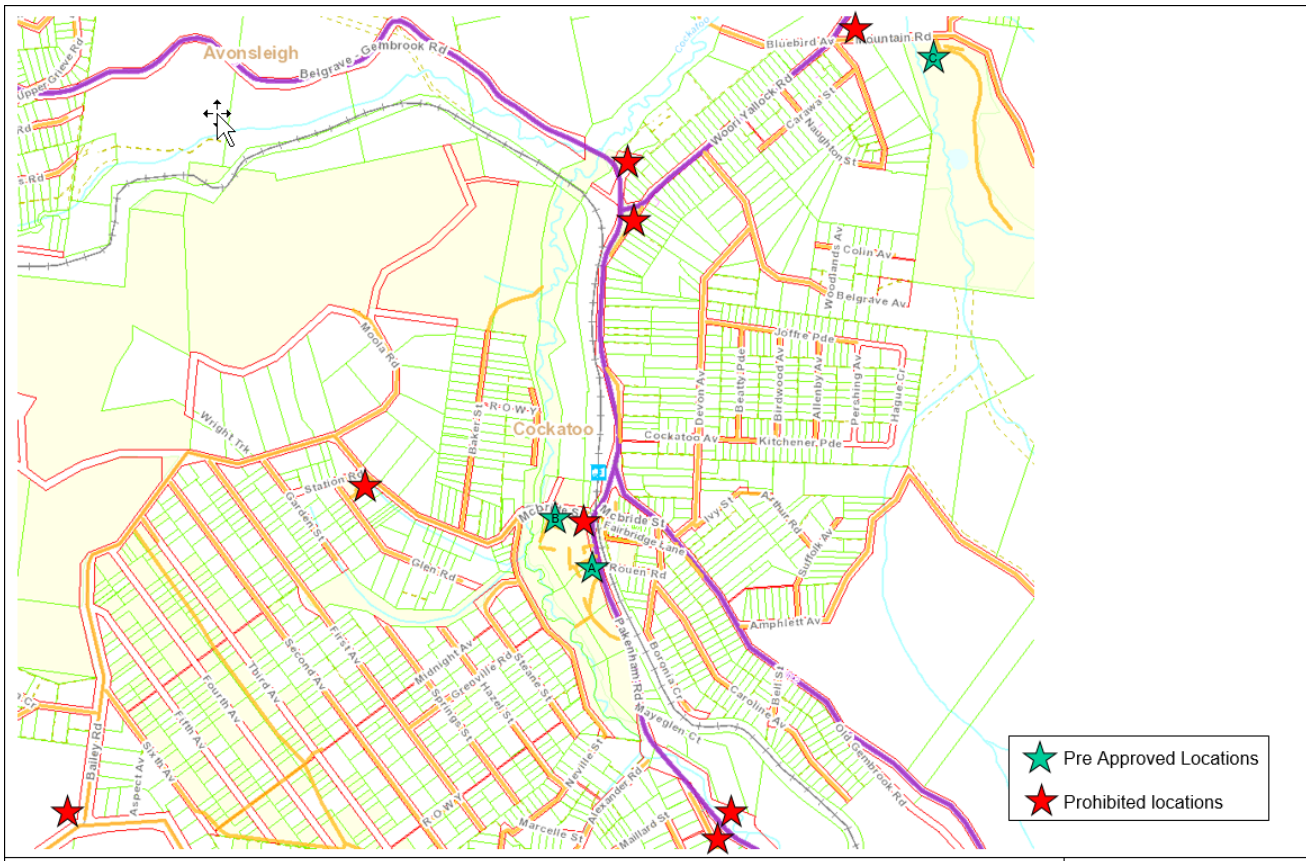 Avonsleigh
Upper Grieve Rd
Belgrave - Gembrook Rd
Cockatoo
Bluebird Av
Mountain Rd
C
Rd
s Rd
Woori Yallock Rd
Carawa St
Naughton St
Colin Av
Woodlands Av
Belgrave Av
Moola Rd
Joffre Pde
Devon Av
Beatty Pde
Birdwood Av
Allenby Av
Pershing Av
Hague Cr
Wright Trk
R-O-W-Y
Baker St
Cockatoo
Cockatoo Av
Kitchener Pde
Station Rd
Garden St
Mcbride St
B
Mcbride St
Fairbridge Lane
Ivy St
Arthur Rd
Suffolk Av
Glen Rd
A
Rouen Rd
Amphlett Av
First Av
Second Av
Third Av
Fourth Av
Fifth Av
Sixth Av
Midnight Av
Grenville Rd
Steane St
Hazel St
Springs St
Pakenham Rd
Boronia Cr
Bell St
Caroline Av
Mayeglen Ct
Old Gembrook Rd
Bailey Rd
Aspect Av
Neville St
Alexander Rd
R-O-W-Y
Marcelle St
Maillard St
Pre Approved Locations
Prohibited locations